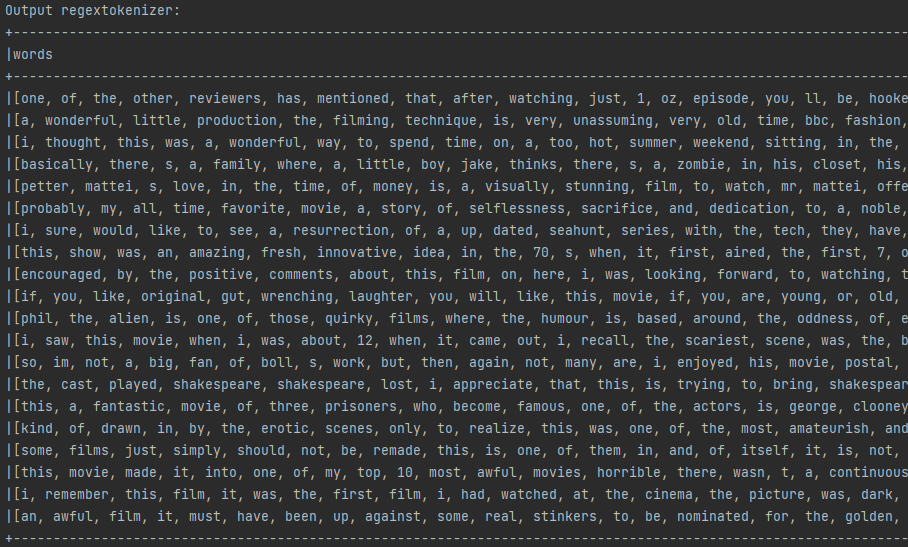 Output regextokenizer:
+----------------------------------------------------------------------------------------------------------------
|words
+----------------------------------------------------------------------------------------------------------------
|[one, of, the, other, reviewers, has, mentioned, that, after, watching, just, 1, oz, episode, you, ll, be, hooke
|[a, wonderful, little, production, the, filming, technique, is, very, unassuming, very, old, time, bbc, fashion,
|[i, thought, this, was, a, wonderful, way, to, spend, time, on, a, too, hot, summer, weekend, sitting, in, the,
|[basically, there, s, a, family, where, a, little, boy, jake, thinks, there, s, a, zombie, in, his, closet, his,
|[petter, mattei, s, love, in, the, time, of, money, is, a, visually, stunning, film, to, watch, mr, mattei, offe
|[probably, my, all, time, favorite, movie, a, story, of, selflessness, sacrifice, and, dedication, to, a, noble,
|[i, sure, would, like, to, see, a, resurrection, of, a, up, dated, seahunt, series, with, the, tech, they, have,
|[this, show, was, an, amazing, fresh, innovative, idea, in, the, 70, s, when, it, first, aired, the, first, 7, o
|[encouraged, by, the, positive, comments, about, this, film, on, here, i, was, looking, forward, to, watching, t
|[if, you, like, original, gut, wrenching, laughter, you, will, like, this, movie, if, you, are, young, or, old,
|[phil, the, alien, is, one, of, those, quirky, films, where, the, humour, is, based, around, the, oddness, of, e
|[i, saw, this, movie, when, i, was, about, 12, when, it, came, out, i, recall, the, scariest, scene, was, the, b
|[so, im, not, a, big, fan, of, boll, s, work, but, then, again, not, many, are, i, enjoyed, his, movie, postal,
|[the, cast, played, shakespeare, shakespeare, lost, i, appreciate, that, this, is, trying, to, bring, shakespear
|[this, a, fantastic, movie, of, three, prisoners, who, become, famous, one, of, the, actors, is, george, clooney
|[kind, of, drawn, in, by, the, erotic, scenes, only, to, realize, this, was, one, of, the, most, amateurish, and
|[some, films, just, simply, should, not, be, remade, this, is, one, of, them, in, and, of, itself, it, is, not,
|[this, movie, made, it, into, one, of, my, top, 10, most, awful, movies, horrible, there, wasn, t, a, continuous
|[i, remember, this, film, it, was, the, first, film, i, had, watched, at, the, cinema, the, picture, was, dark,
|[an, awful, film, it, must, have, been, up, against, some, real, stinkers, to, be, nominated, for, the, golden,
+----------------------------------------------------------------------------------------------------------------